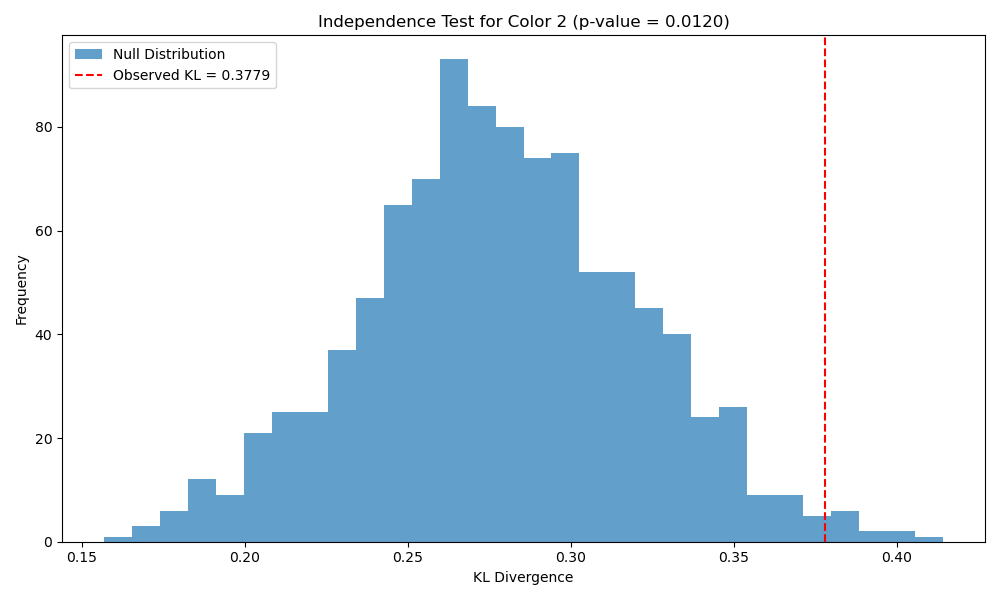 Independence Test for Color 2 (p-value = 0.0120)
Null Distribution
Observed KL = 0.3779
Frequency
80
60
40
20
0
0.15 0.20 0.25 0.30 0.35 0.40
KL Divergence